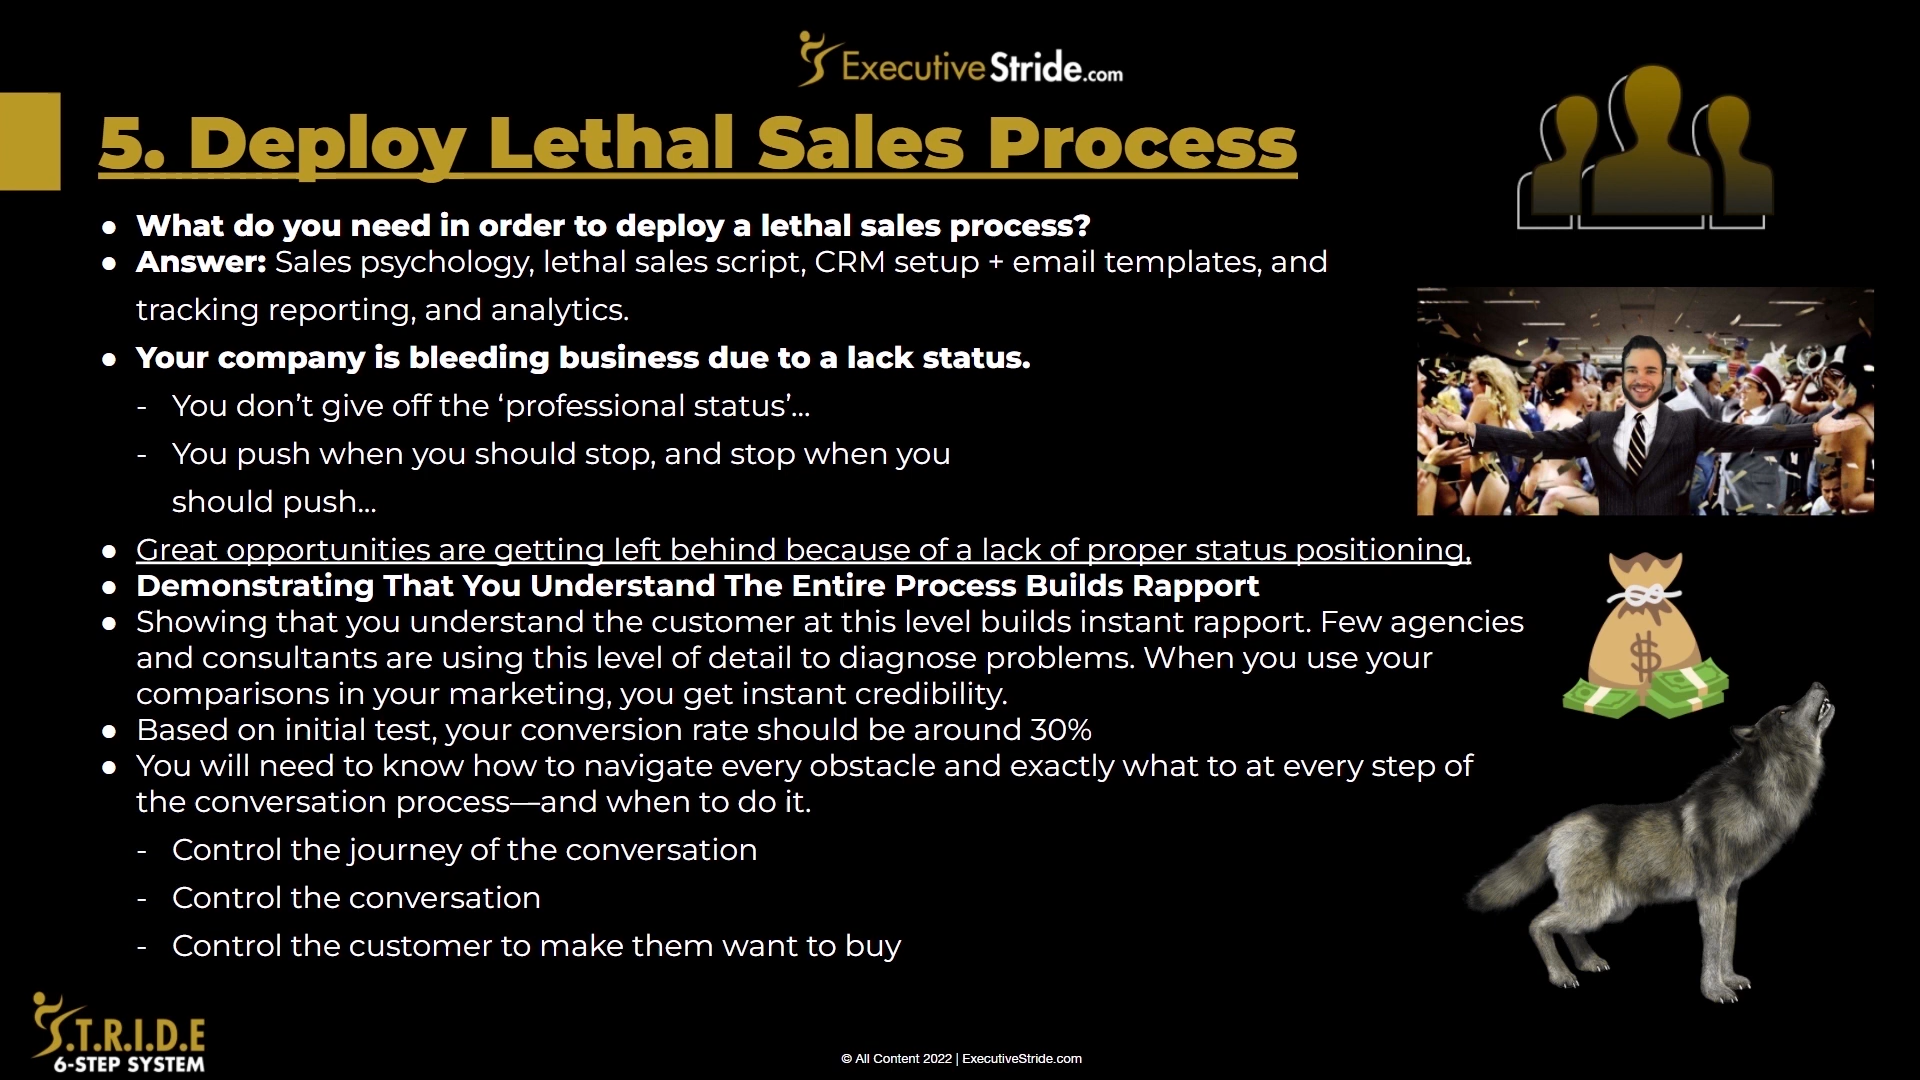 ExecutiveStride.com
5. Deploy Lethal Sales Process
● What do you need in order to deploy a lethal sales process?
● Answer: Sales psychology, lethal sales script, CRM setup + email templates, and
tracking reporting, and analytics.
● Your company is bleeding business due to a lack status.
- You don’t give off the ‘professional status’...
- You push when you should stop, and stop when you
should push...
● Great opportunities are getting left behind because of a lack of proper status positioning,
● Demonstrating That You Understand The Entire Process Builds Rapport
● Showing that you understand the customer at this level builds instant rapport. Few agencies
and consultants are using this level of detail to diagnose problems. When you use your
comparisons in your marketing, you get instant credibility.
● Based on initial test, your conversion rate should be around 30%
● You will need to know how to navigate every obstacle and exactly what to at every step of
the conversation process—and when to do it.
- Control the journey of the conversation
- Control the conversation
- Control the customer to make them want to buy
$
S.T.R.I.D.E
6-STEP SYSTEM
© All Content 2022 | ExecutiveStride.com